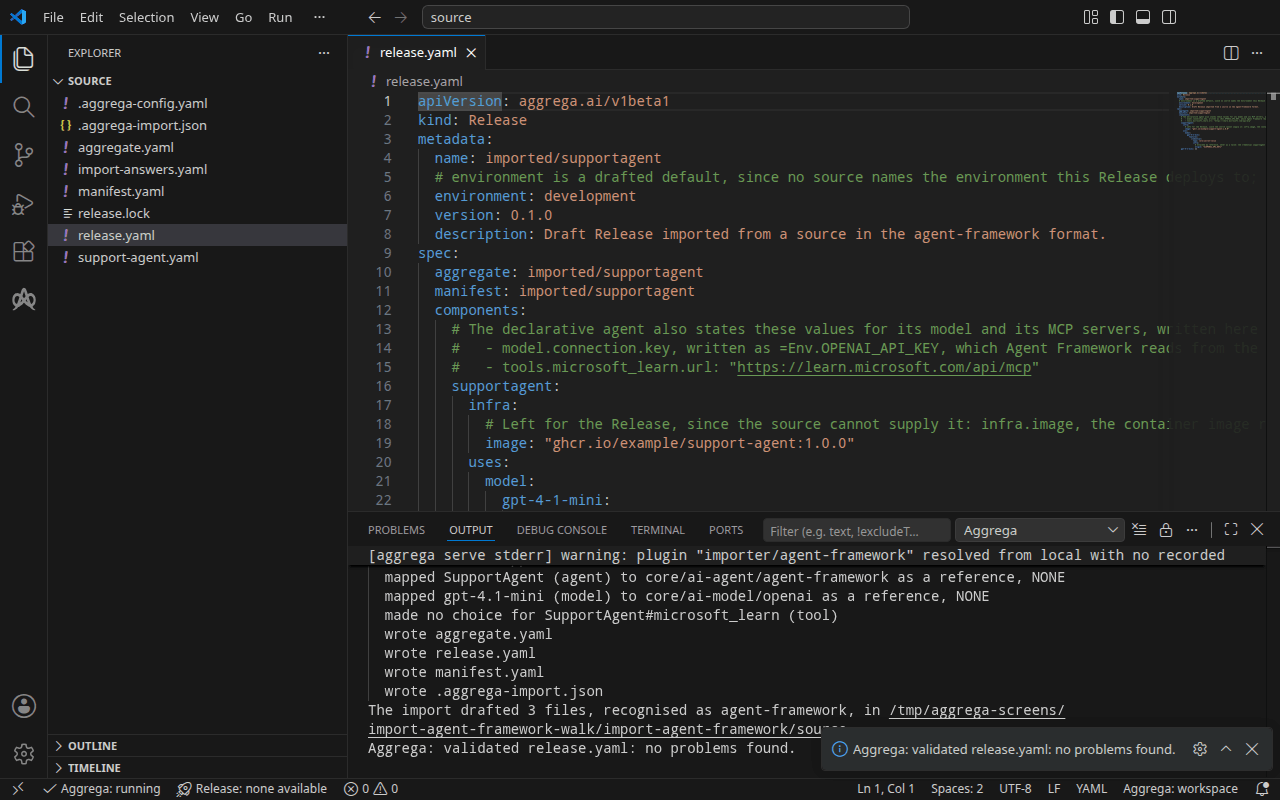 File Edit Selection View Go Run ···
source
EXPLORER
SOURCE
.aggrega-config.yaml
.aggrega-import.json
aggregate.yaml
import-answers.yaml
manifest.yaml
release.lock
release.yaml
support-agent.yaml
OUTLINE
TIMELINE
release.yaml
release.yaml
1 apiVersion: aggrega.ai/v1beta1
2 kind: Release
3 metadata:
4 name: imported/supportagent
5 # environment is a drafted default, since no source names the environment this Release deploys to;
6 environment: development
7 version: 0.1.0
8 description: Draft Release imported from a source in the agent-framework format.
9 spec:
10 aggregate: imported/supportagent
11 manifest: imported/supportagent
12 components:
13 # The declarative agent also states these values for its model and its MCP servers, written here
14 # - model.connection.key, written as =Env.OPENAI_API_KEY, which Agent Framework reads from the
15 # - tools.microsoft_learn.url: "https://learn.microsoft.com/api/mcp"
16 supportagent:
17 infra:
18 # Left for the Release, since the source cannot supply it: infra.image, the container image
19 image: "ghcr.io/example/support-agent:1.0.0"
20 uses:
21 model:
22 gpt-4-1-mini:
PROBLEMS OUTPUT DEBUG CONSOLE TERMINAL PORTS Filter (e.g. text, !excludeT... Aggrega
[aggrega serve stderr] warning: plugin "importer/agent-framework" resolved from local with no recorded
mapped SupportAgent (agent) to core/ai-agent/agent-framework as a reference, NONE
mapped gpt-4.1-mini (model) to core/ai-model/openai as a reference, NONE
made no choice for SupportAgent#microsoft_learn (tool)
wrote aggregate.yaml
wrote release.yaml
wrote manifest.yaml
wrote .aggrega-import.json
The import drafted 3 files, recognised as agent-framework, in /tmp/aggrega-screens/
import-agent-framework-walk/import-agent-framework/source
Aggrega: validated release.yaml: no problems found.
Aggrega: validated release.yaml: no problems found.
Aggrega: running Release: none available 0 0 Ln 1, Col 1 Spaces: 2 UTF-8 LF YAML Aggrega: workspace